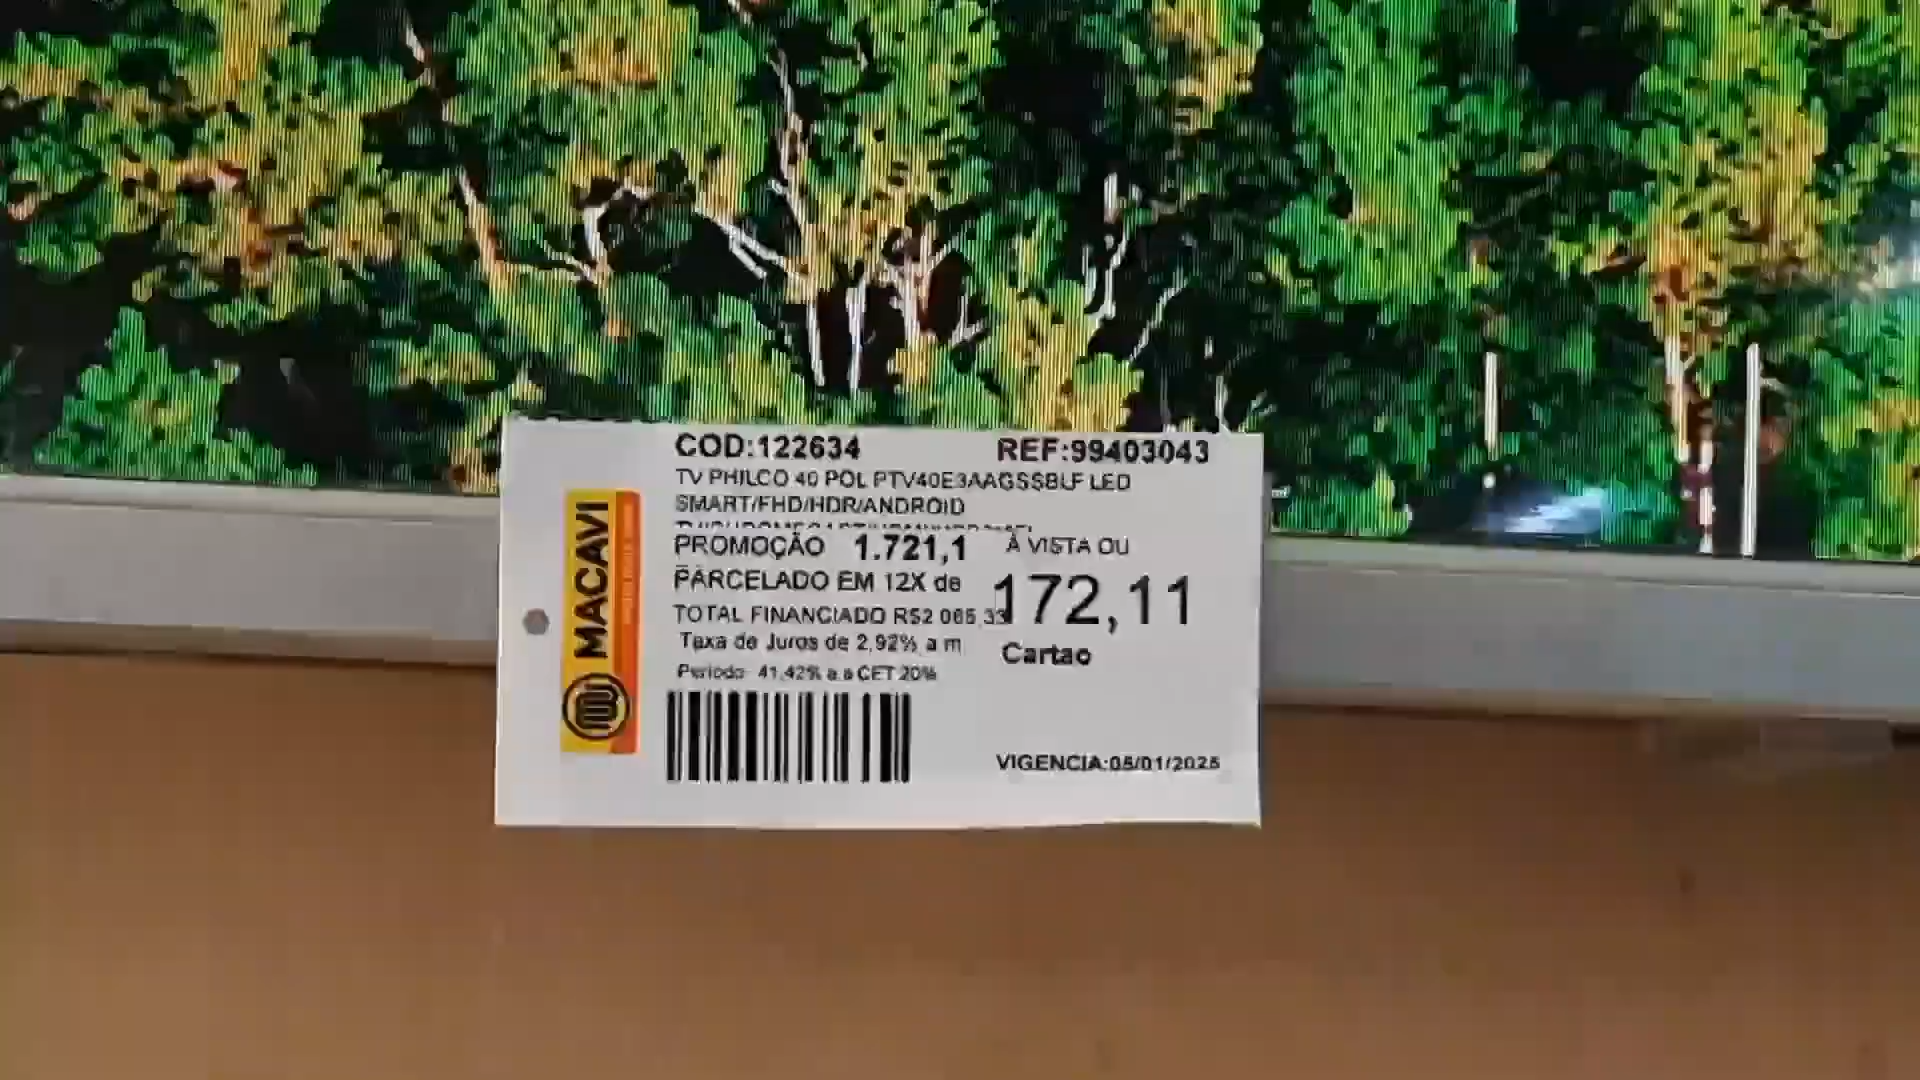 COD:122634 REF:99403043
TV PHILCO 40 POL PTV40E3AAGSSBLF LED
SMART/FHD/HDR/ANDROID
PROMOÇÃO 1.721,1 À VISTA OU
PARCELADO EM 12X de 172,11
TOTAL FINANCIADO R$2.065,33
Cartao
Taxa de Juros de 2,92% a m
Periodo 41,42% a.a CET 20%
VIGENCIA:05/01/2025
MACAVI